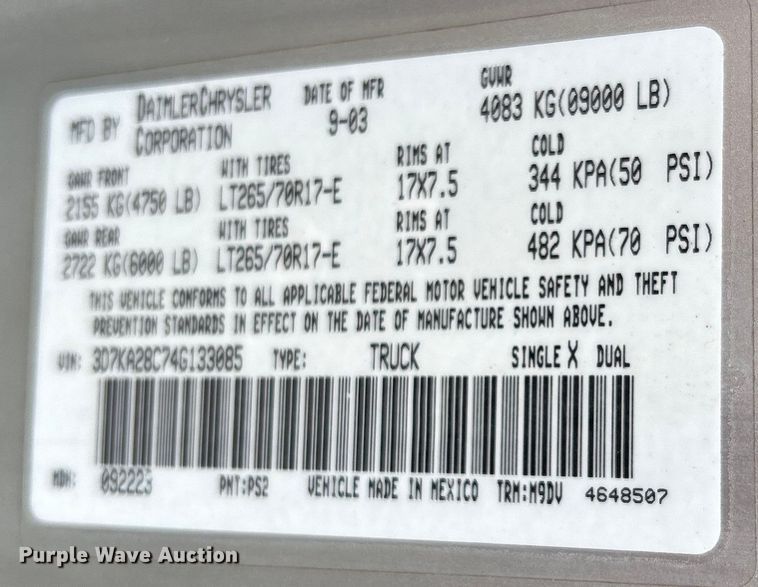 MFD BY DAIMLERCHRYSLER CORPORATION DATE OF MFR 9-03 GVWR 4083 KG(09000 LB)
GAWR FRONT WITH TIRES RIMS AT COLD
2155 KG(4750 LB) LT265/70R17-E 17X7.5 344 KPA(50 PSI)
GAWR REAR WITH TIRES RIMS AT COLD
2722 KG(6000 LB) LT265/70R17-E 17X7.5 482 KPA(70 PSI)
THIS VEHICLE CONFORMS TO ALL APPLICABLE FEDERAL MOTOR VEHICLE SAFETY AND THEFT
PREVENTION STANDARDS IN EFFECT ON THE DATE OF MANUFACTURE SHOWN ABOVE.
VIN: 3D7KA28C74G133085 TYPE: TRUCK SINGLE X DUAL
MDH: 092223 PNT:PS2 VEHICLE MADE IN MEXICO TRM:M9DV 4648507
Purple Wave Auction